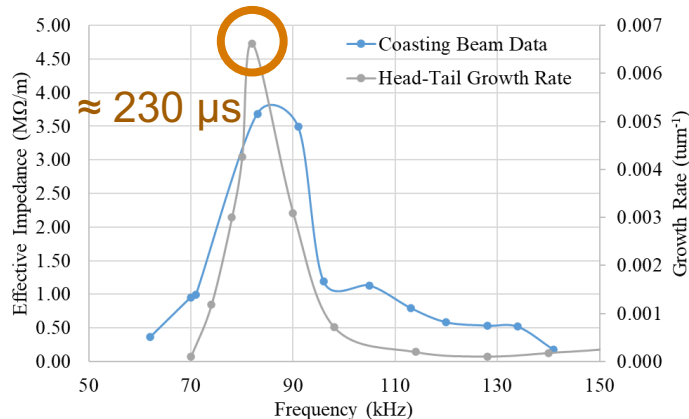 5.00
4.50
4.00
3.50
3.00
2.50
2.00
1.50
1.00
0.50
0.00
Effective Impedance (MΩ/m)
≈ 230 μs
Coasting Beam Data
Head-Tail Growth Rate
0.007
0.006
0.005
0.004
0.003
0.002
0.001
0.000
Growth Rate (turn⁻¹)
50 70 90 110 130 150
Frequency (kHz)